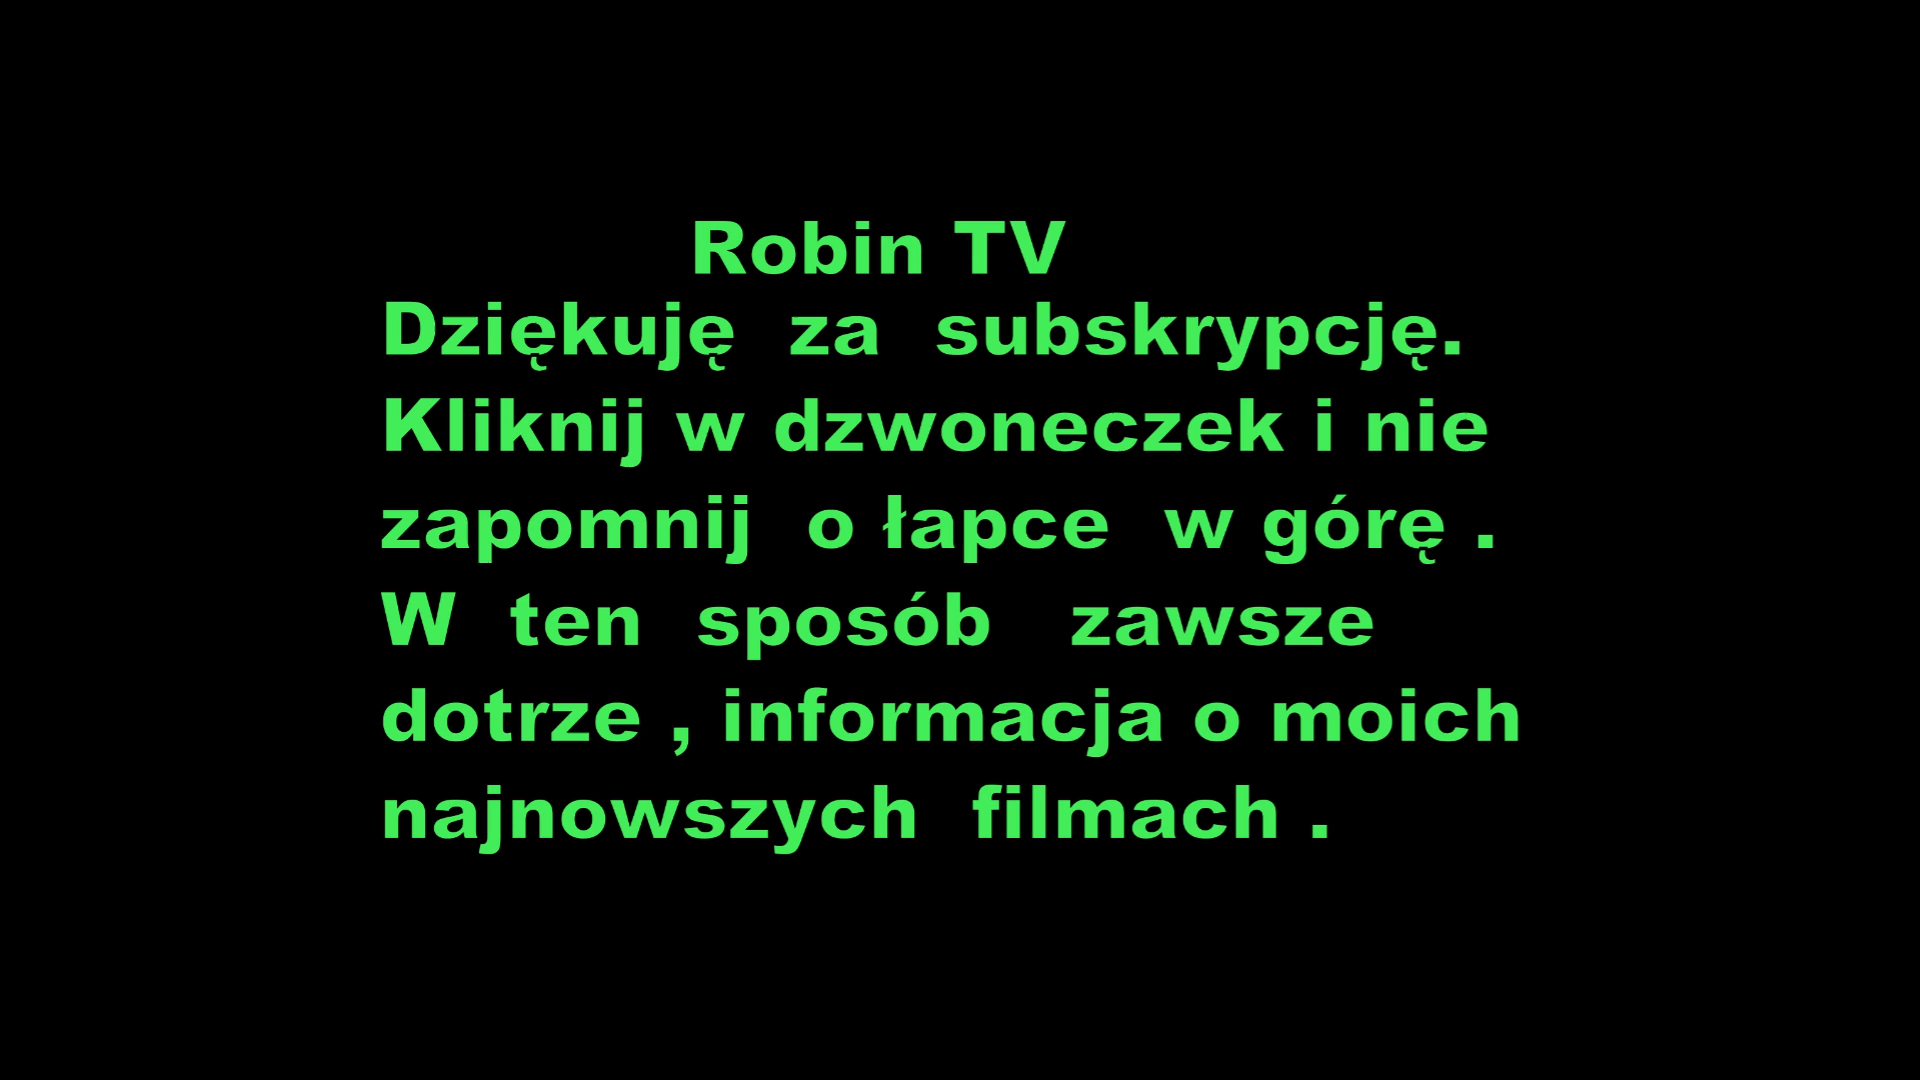 Robin TV
Dziękuję za subskrypcję.
Kliknij w dzwoneczek i nie
zapomnij o łapce w górę .
W ten sposób zawsze
dotrze , informacja o moich
najnowszych filmach .